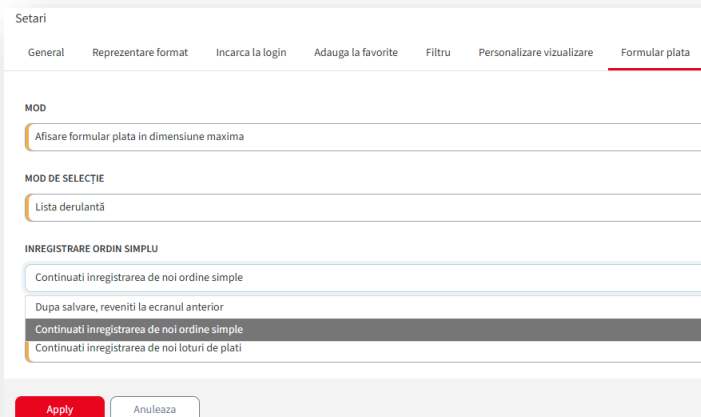 Setari
General Reprezentare format Incarca la login Adauga la favorite Filtru Personalizare vizualizare Formular plata
MOD
Afisare formular plata in dimensiune maxima
MOD DE SELECȚIE
Lista derulantă
INREGISTRARE ORDIN SIMPLU
Continuati inregistrarea de noi ordine simple
Dupa salvare, reveniti la ecranul anterior
Continuati inregistrarea de noi ordine simple
Continuati inregistrarea de noi loturi de plati
Apply Anuleaza